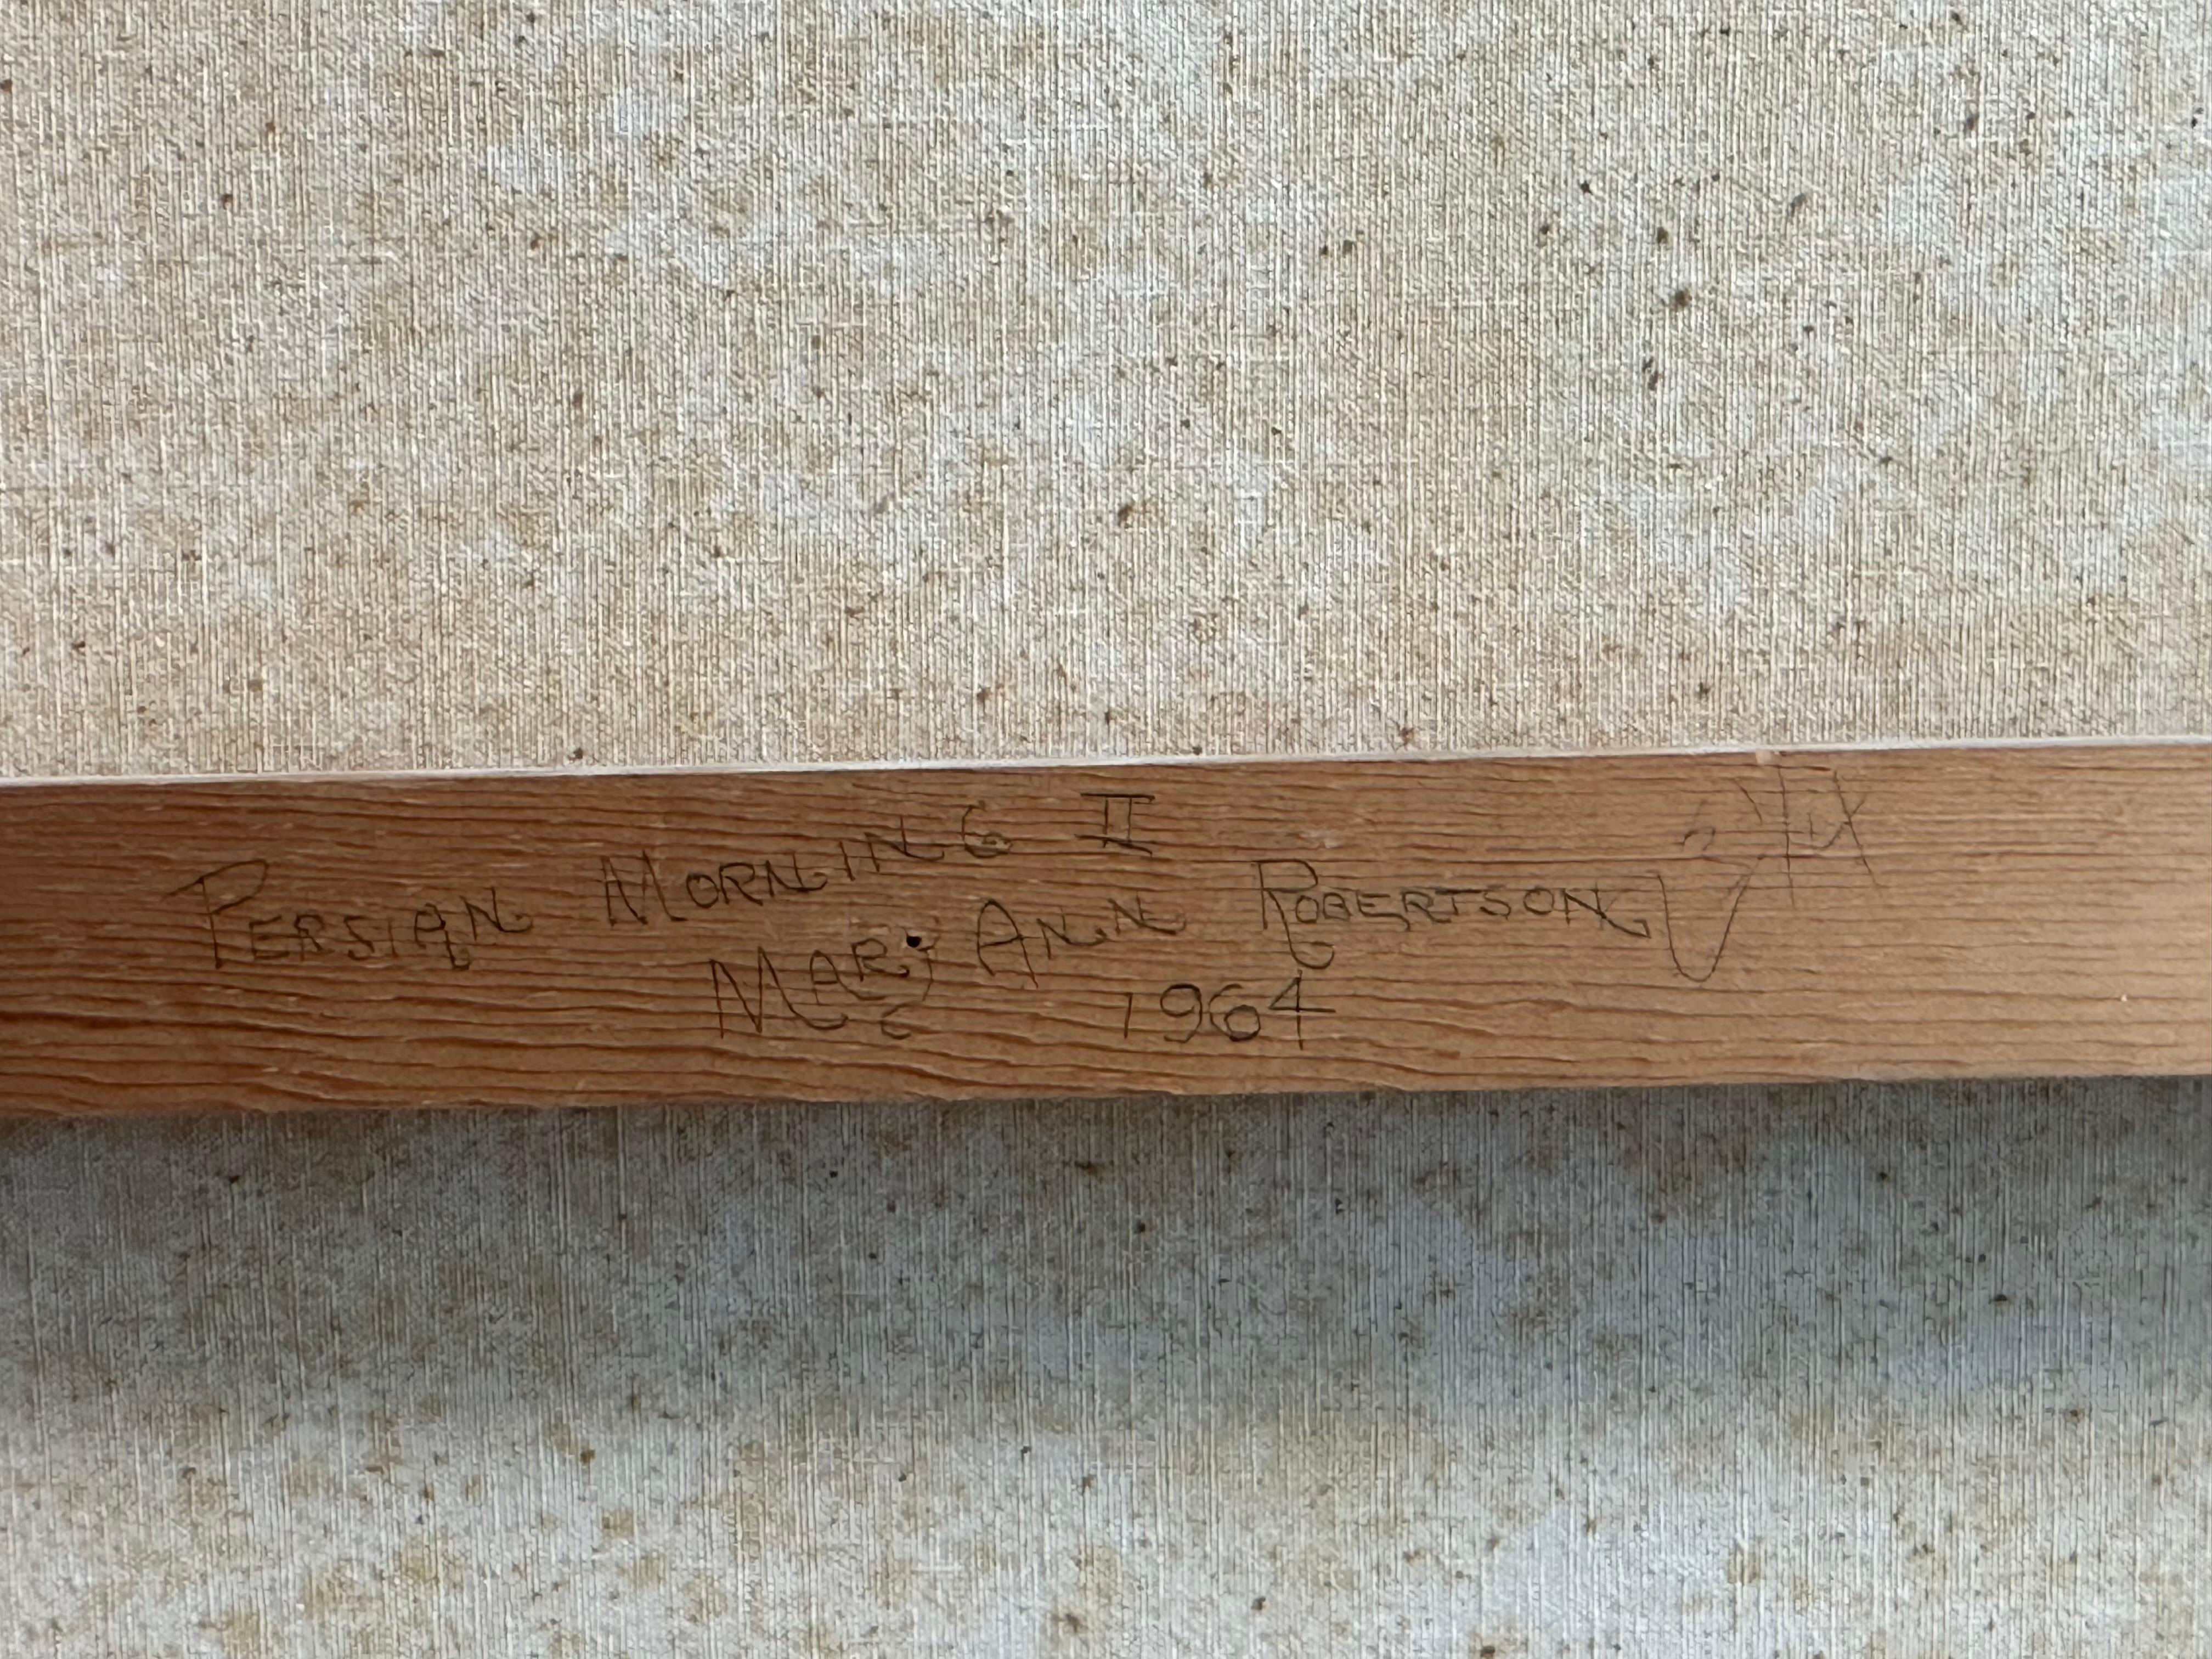 PERSIAN MORNING II
MARY ANN ROBERTSON
1964